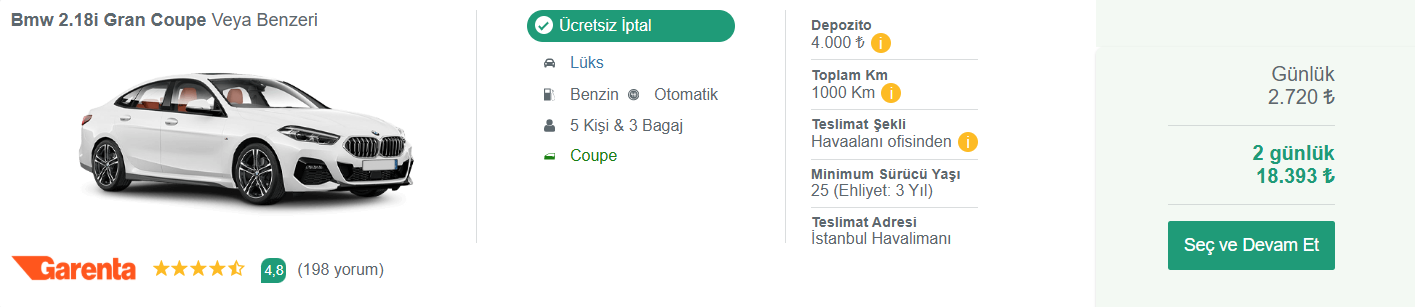 Bmw 2.18i Gran Coupe Veya Benzeri
Garenta
4,8 (198 yorum)
Ücretsiz İptal
Lüks
Benzin Otomatik
5 Kişi & 3 Bagaj
Coupe
Depozito
4.000 ₺
Toplam Km
1000 Km
Teslimat Şekli
Havaalanı ofisinden
Minimum Sürücü Yaşı
25 (Ehliyet: 3 Yıl)
Teslimat Adresi
İstanbul Havalimanı
Günlük
2.720 ₺
2 günlük
18.393 ₺
Seç ve Devam Et